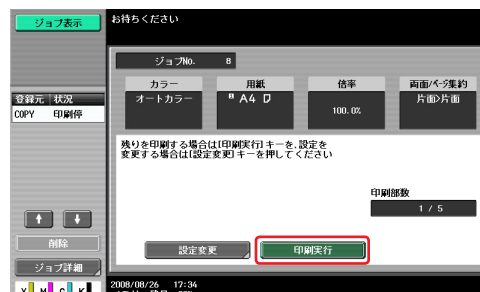 ジョブ表示
お待ちください
ジョブNo. 8
カラー 用紙 倍率 両面/ページ集約
オートカラー A4 100.0% 片面>片面
登録元 状況
COPY 印刷停
残りを印刷する場合は[印刷実行]キーを、設定を
変更する場合は[設定変更]キーを押してください
印刷部数
1 / 5
削除
設定変更 印刷実行
ジョブ詳細
2008/08/26 17:34
Y M C K